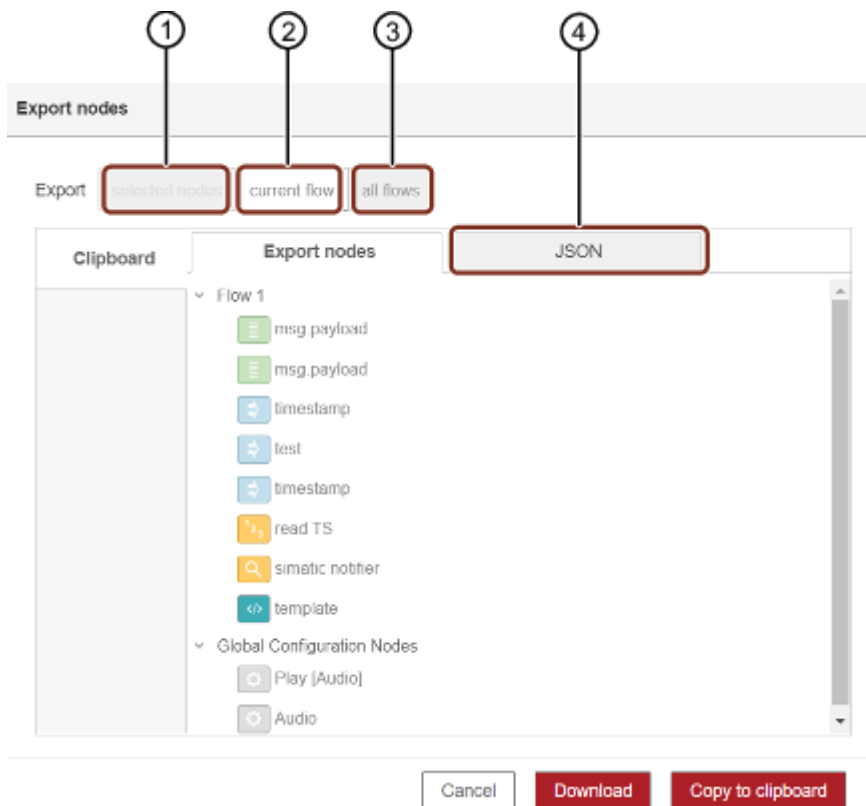 1 2 3 4
Export nodes
Export selected nodes current flow all flows
Clipboard Export nodes JSON
Flow 1
msg.payload
msg.payload
timestamp
test
timestamp
read TS
simatic notifier
template
Global Configuration Nodes
Play [Audio]
Audio
Cancel Download Copy to clipboard